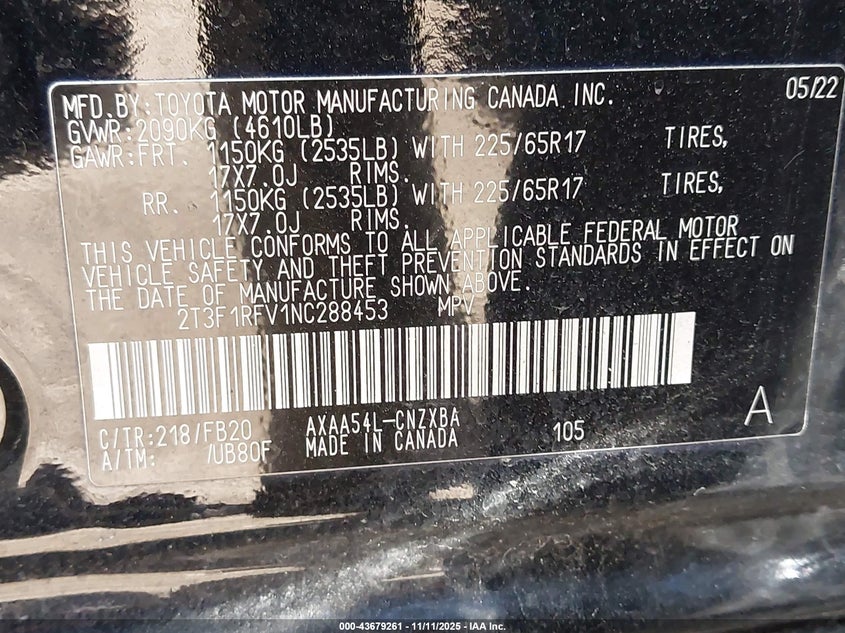 MFD.BY:TOYOTA MOTOR MANUFACTURING CANADA INC. 05/22
GVWR:2090KG (4610LB)
GAWR:FRT. 1150KG (2535LB) WITH 225/65R17 TIRES,
17X7.0J RIMS.
RR. 1150KG (2535LB) WITH 225/65R17 TIRES,
17X7.0J RIMS.
THIS VEHICLE CONFORMS TO ALL APPLICABLE FEDERAL MOTOR
VEHICLE SAFETY AND THEFT PREVENTION STANDARDS IN EFFECT ON
THE DATE OF MANUFACTURE SHOWN ABOVE.
2T3F1RFV1NC288453 MPV
C/TR:218/FB20 AXAA54L-CNZXBA 105 A
A/TM: /UB80F MADE IN CANADA
000-43679261 - 11/11/2025 - IAA Inc.